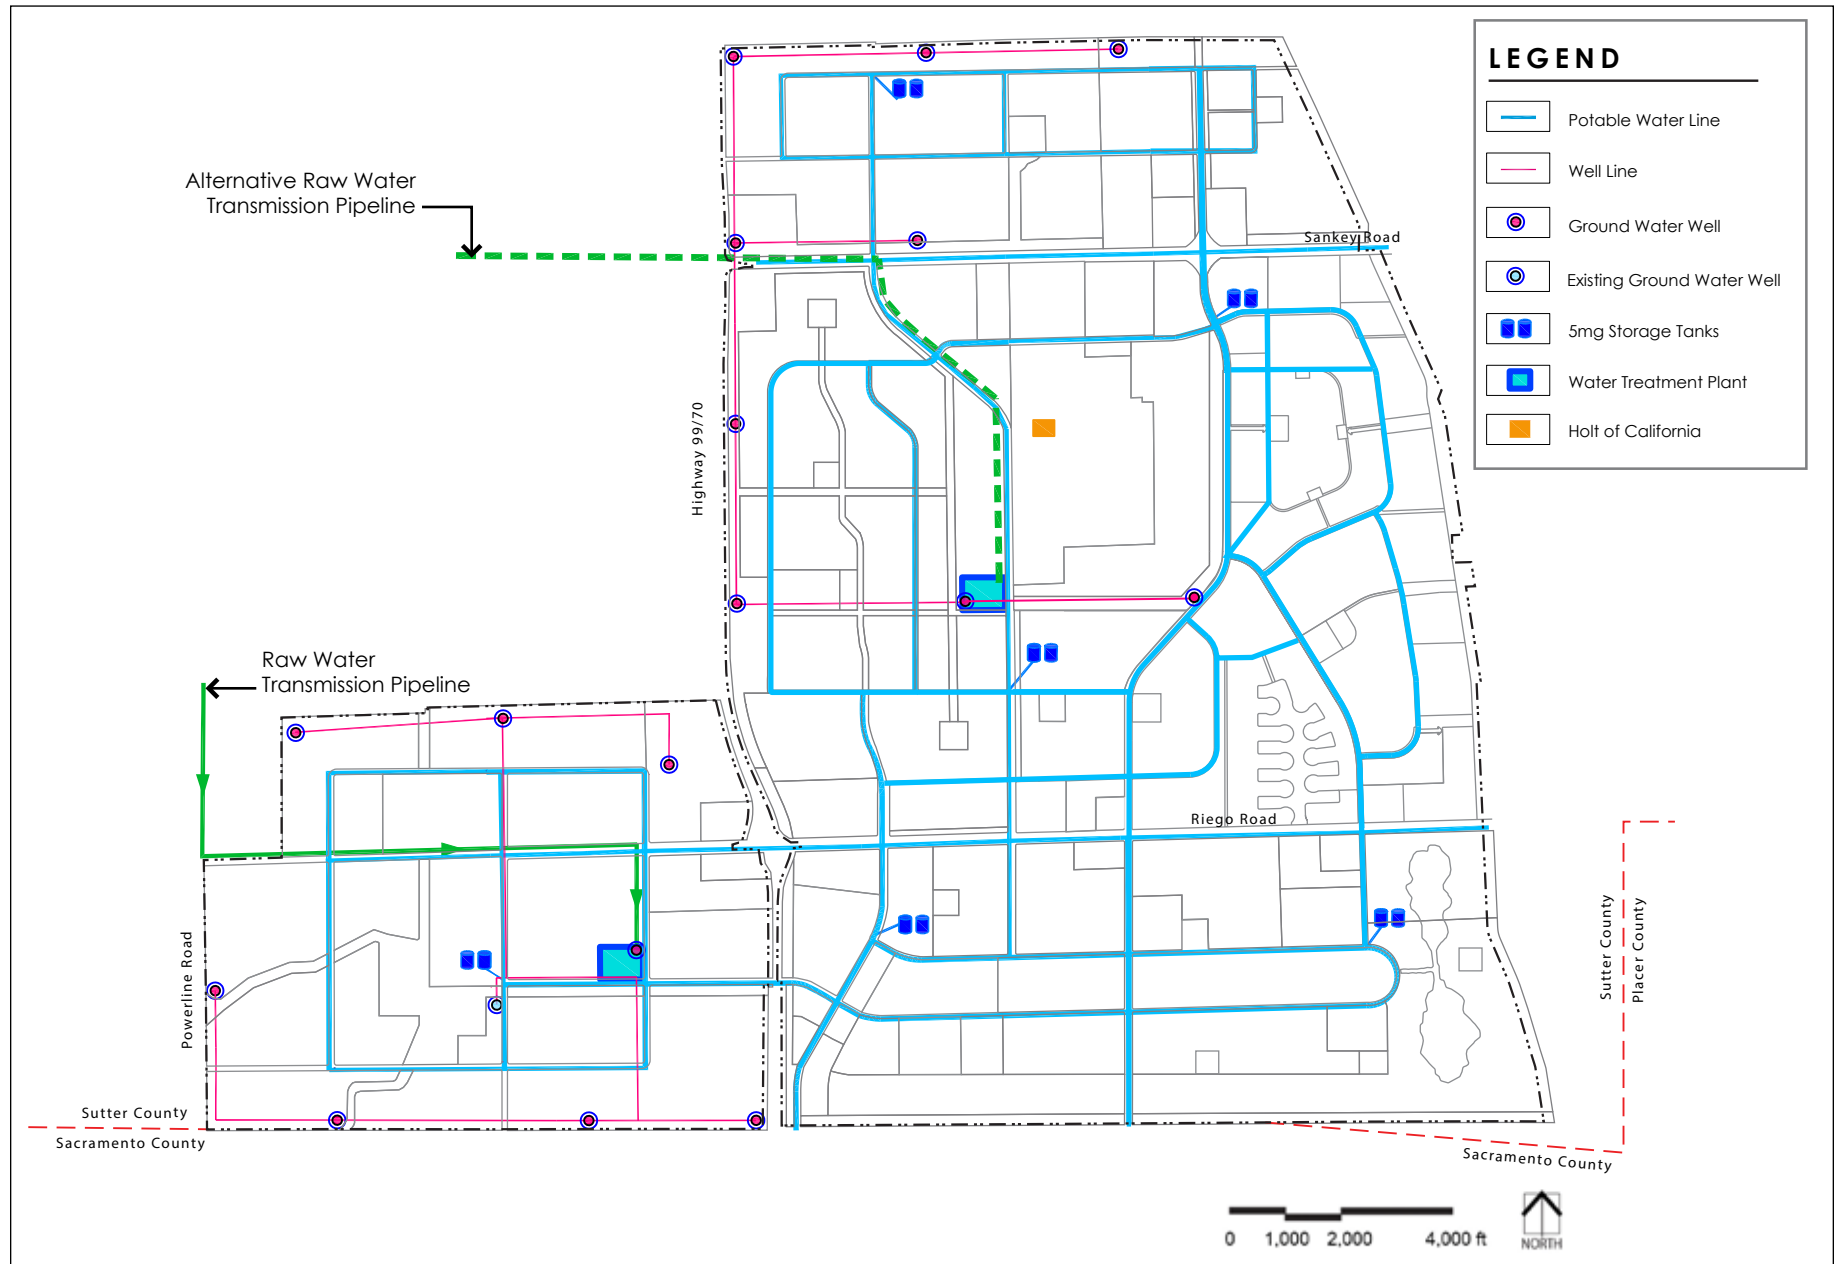 LEGEND
Potable Water Line
Well Line
Ground Water Well
Existing Ground Water Well
5mg Storage Tanks
Water Treatment Plant
Holt of California
Alternative Raw Water
Transmission Pipeline
Sankey Road
Highway 99/70
Raw Water
Transmission Pipeline
Riego Road
Powerline Road
Sutter County
Placer County
Sutter County
Sacramento County
Sacramento County
0 1,000 2,000 4,000 ft
NORTH